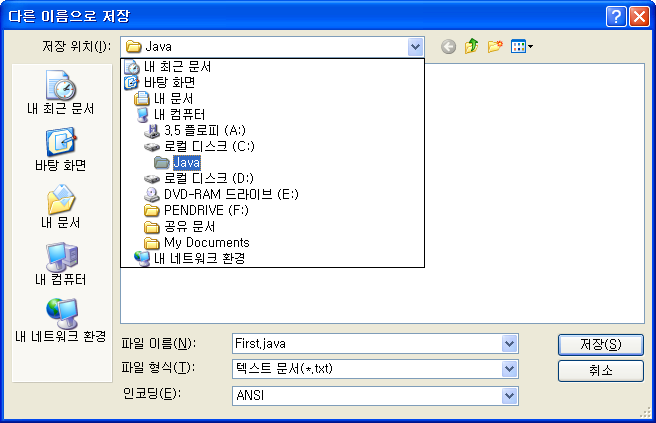 다른 이름으로 저장
저장 위치(I): Java
내 최근 문서
바탕 화면
내 문서
내 컴퓨터
3.5 플로피 (A:)
로컬 디스크 (C:)
Java
로컬 디스크 (D:)
DVD-RAM 드라이브 (E:)
PENDRIVE (F:)
공유 문서
My Documents
내 네트워크 환경
내 최근 문서
바탕 화면
내 문서
내 컴퓨터
내 네트워크 환경
파일 이름(N): First.java 저장(S)
파일 형식(T): 텍스트 문서(*.txt) 취소
인코딩(E): ANSI